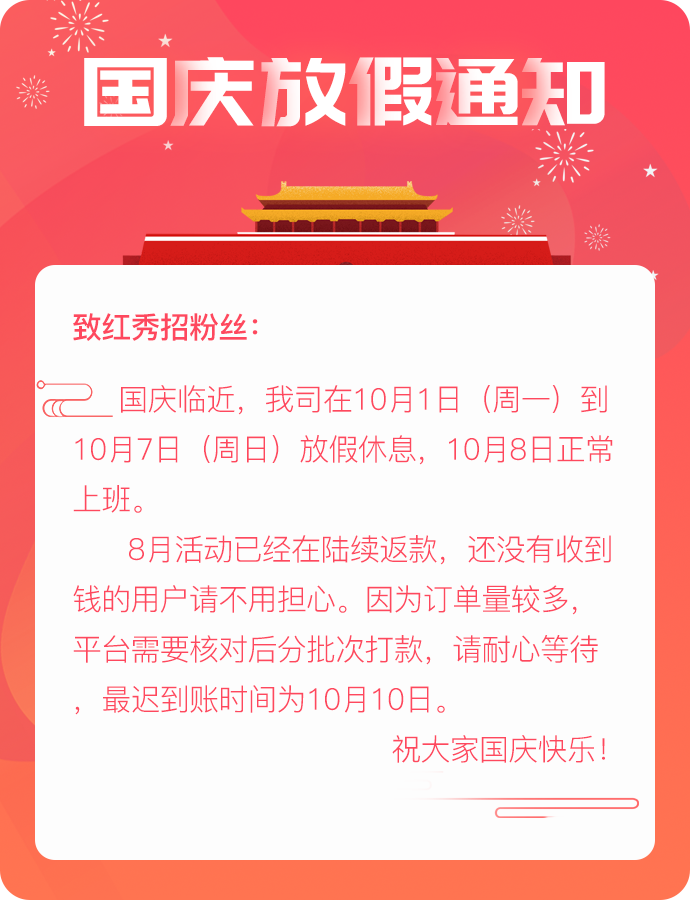 国庆放假通知
致红秀招粉丝：
国庆临近，我司在10月1日（周一）到
10月7日（周日）放假休息，10月8日正常
上班。
8月活动已经在陆续返款，还没有收到
钱的用户请不用担心。因为订单量较多，
平台需要核对后分批次打款，请耐心等待
，最迟到账时间为10月10日。
祝大家国庆快乐！